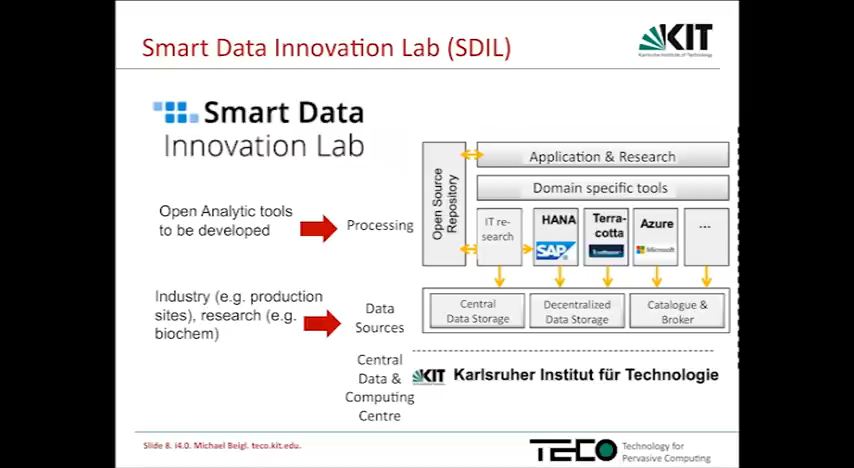 Smart Data Innovation Lab (SDIL)
KIT
Karlsruhe Institute of Technology
Smart Data
Innovation Lab
Open Analytic tools
to be developed
Processing
Open Source
Repository
Application & Research
Domain specific tools
IT re-
search
HANA
SAP
Terra-
cotta
Azure
Microsoft
...
Industry (e.g. production
sites), research (e.g.
biochem)
Data
Sources
Central
Data Storage
Decentralized
Data Storage
Catalogue &
Broker
Central
Data &
Computing
Centre
KIT
Karlsruher Institut für Technologie
Slide 8. i4.0. Michael Beigl. teco.kit.edu.
TECO
Technology for
Pervasive Computing